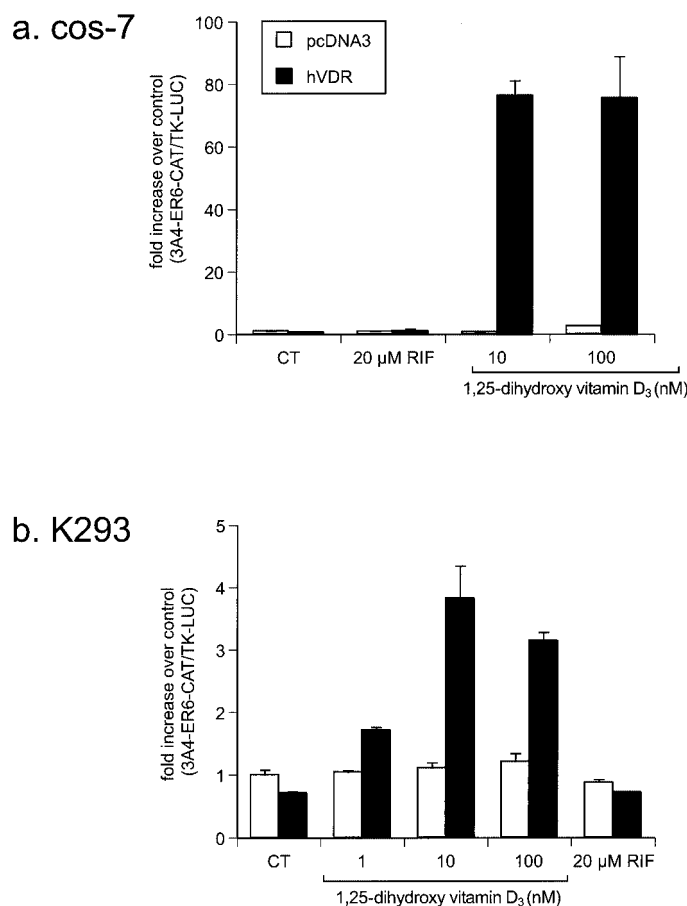 a. cos-7
pcDNA3
hVDR
fold increase over control
(3A4-ER6-CAT/TK-LUC)
100
80
60
40
20
0
CT
20 µM RIF
10
100
1,25-dihydroxy vitamin D₃ (nM)
b. K293
fold increase over control
(3A4-ER6-CAT/TK-LUC)
5
4
3
2
1
0
CT
1
10
100
20 µM RIF
1,25-dihydroxy vitamin D₃ (nM)